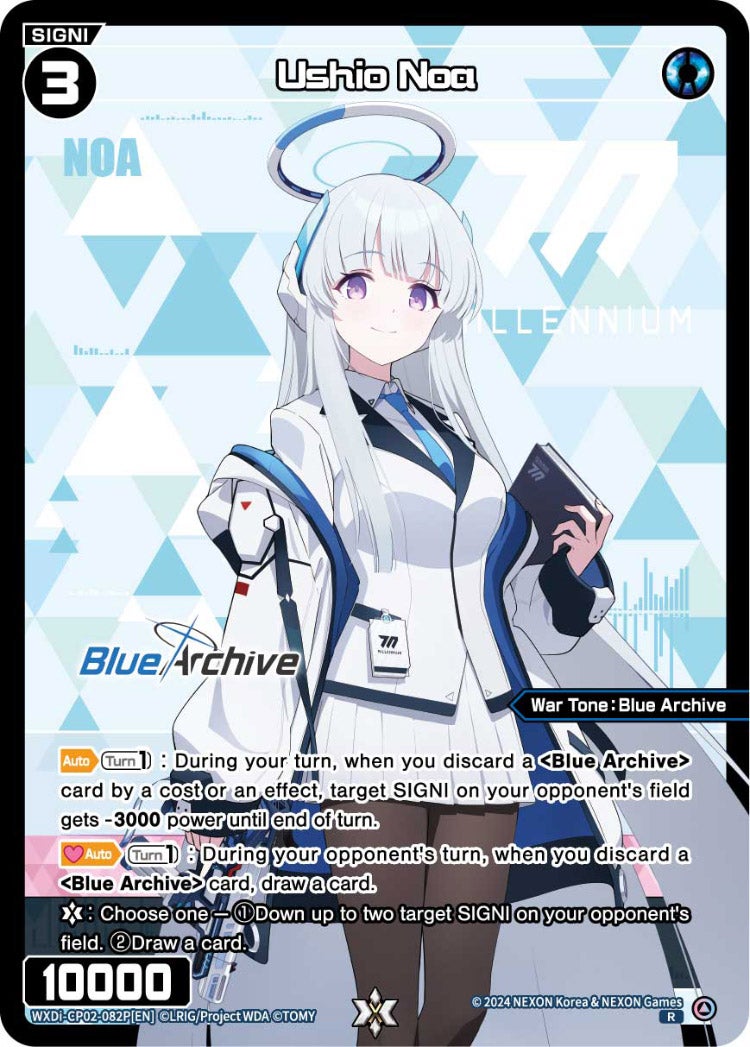 SIGNI
3
Ushio Noa
NOA
MILLENNIUM
Blue Archive
War Tone：Blue Archive
Auto Turn 1 : During your turn, when you discard a <Blue Archive>
card by a cost or an effect, target SIGNI on your opponent's field
gets -3000 power until end of turn.
Auto Turn 1 : During your opponent's turn, when you discard a
<Blue Archive> card, draw a card.
: Choose one – ①Down up to two target SIGNI on your opponent's
field. ②Draw a card.
10000
© 2024 NEXON Korea & NEXON Games
WXDi-CP02-082P[EN] ©LRIG/Project WDA ©TOMY
R